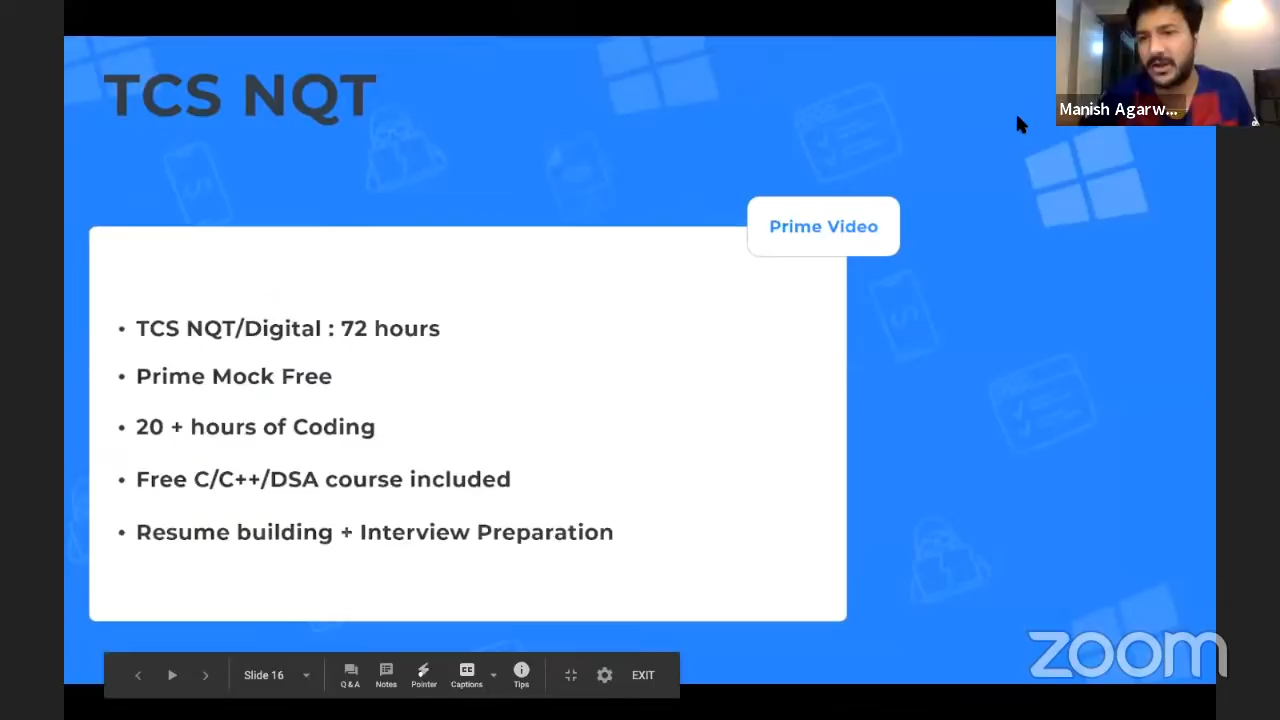 TCS NQT
Manish Agarw...
Prime Video
• TCS NQT/Digital : 72 hours
• Prime Mock Free
• 20 + hours of Coding
• Free C/C++/DSA course included
• Resume building + Interview Preparation
zoom
Slide 16
Q&A
Notes
Pointer
CC
Captions
Tips
EXIT